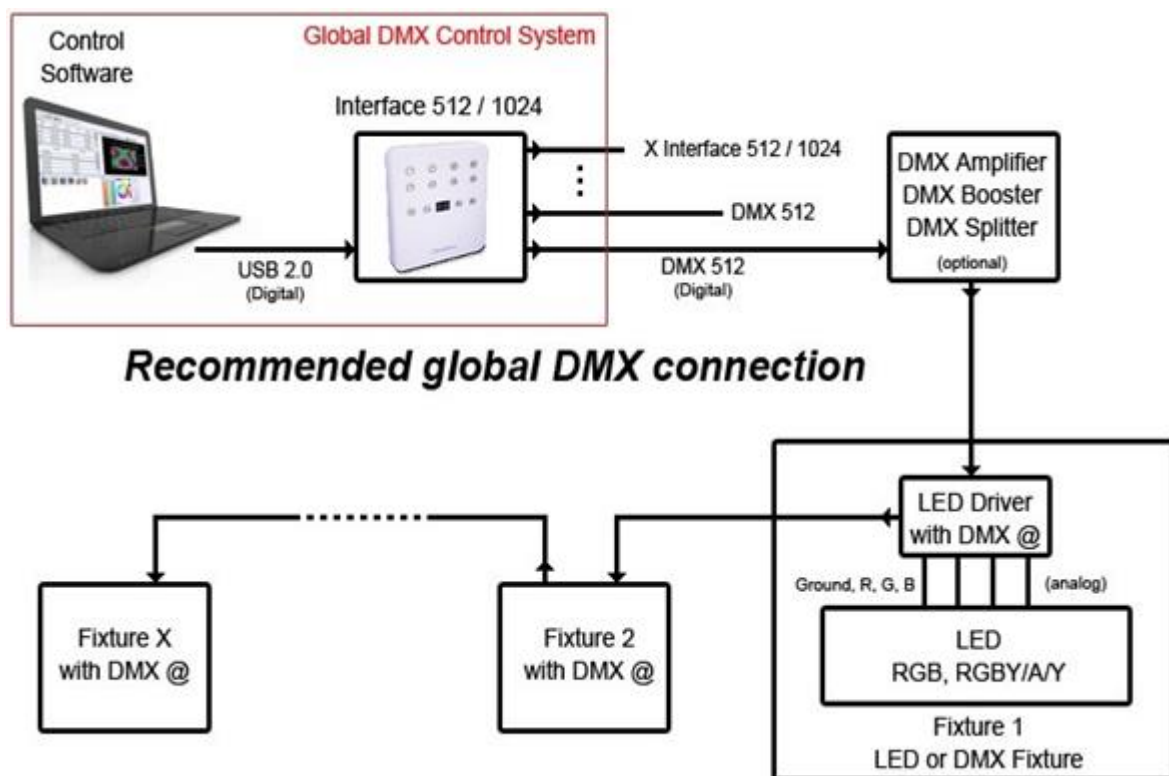 Global DMX Control System
Control
Software
Interface 512 / 1024
X Interface 512 / 1024
DMX 512
USB 2.0
(Digital)
DMX 512
(Digital)
DMX Amplifier
DMX Booster
DMX Splitter
(optional)
Recommended global DMX connection
LED Driver
with DMX @
Ground, R, G, B
(analog)
LED
RGB, RGBY/A/Y
Fixture 1
LED or DMX Fixture
Fixture 2
with DMX @
Fixture X
with DMX @